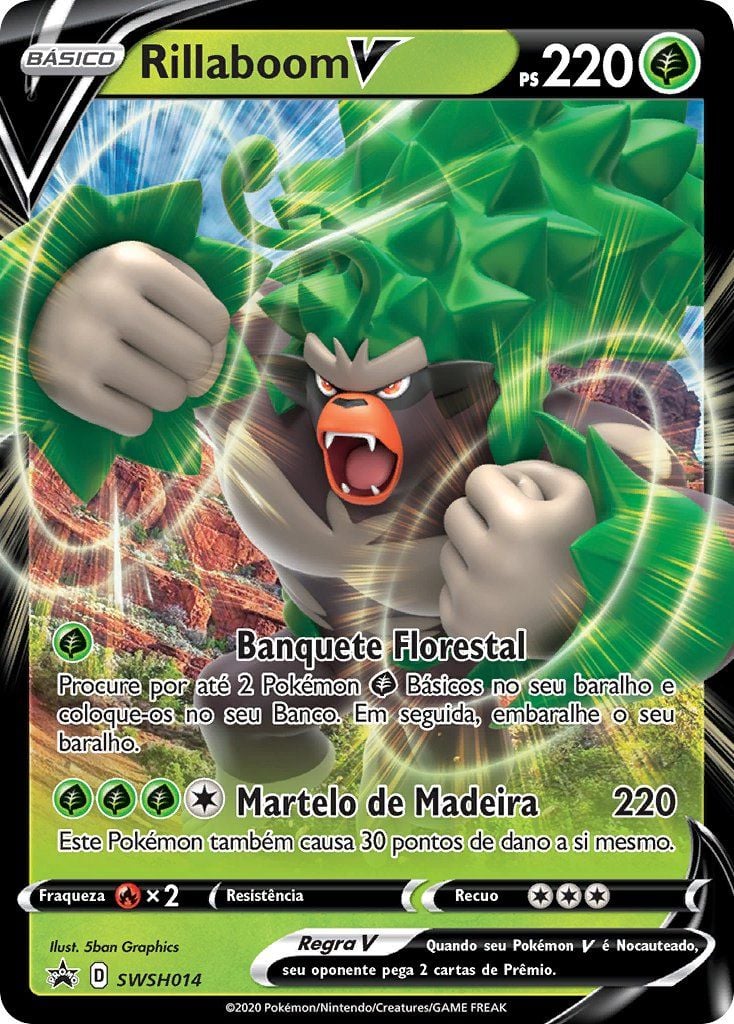 BÁSICO Rillaboom V PS 220
Banquete Florestal
Procure por até 2 Pokémon Básicos no seu baralho e
coloque-os no seu Banco. Em seguida, embaralhe o seu
baralho.
Martelo de Madeira 220
Este Pokémon também causa 30 pontos de dano a si mesmo.
Fraqueza ×2 Resistência Recuo
Ilust. 5ban Graphics
Regra V Quando seu Pokémon V é Nocauteado,
seu oponente pega 2 cartas de Prêmio.
PROMO D SWSH014
©2020 Pokémon/Nintendo/Creatures/GAME FREAK